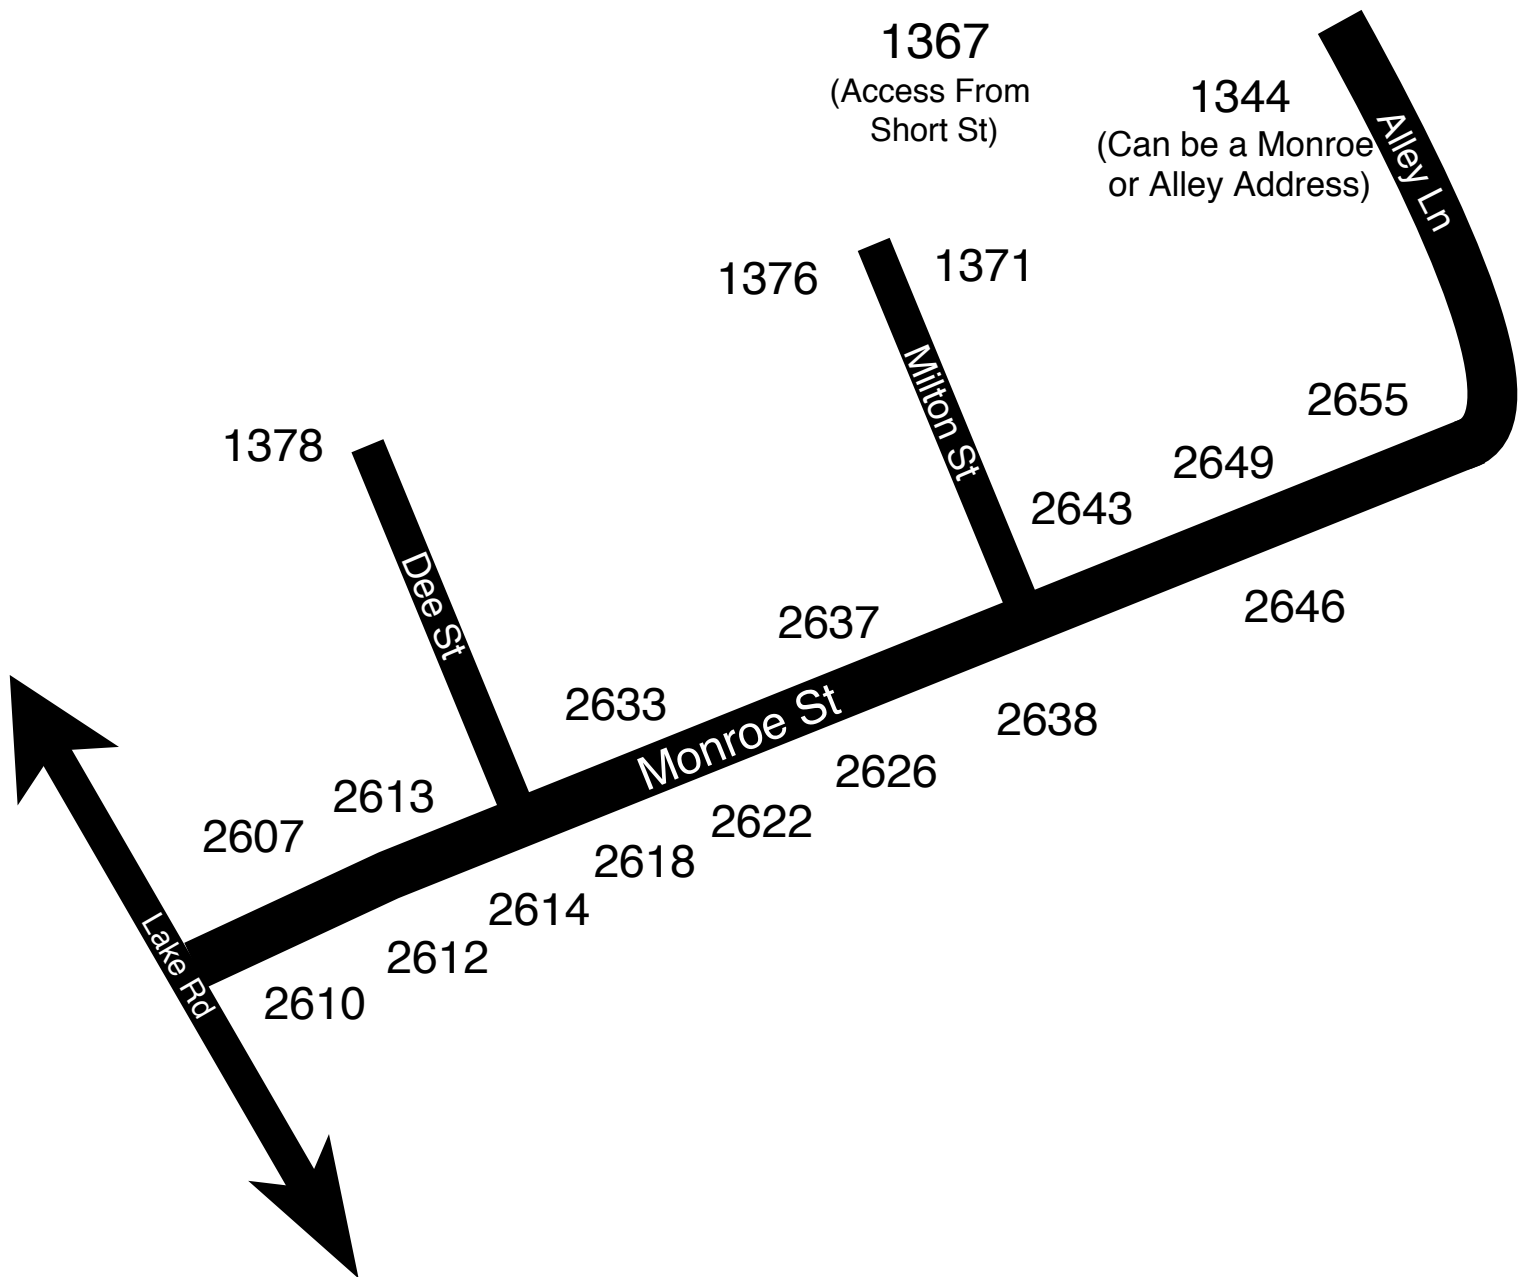 1367
(Access From
Short St)
1344
(Can be a Monroe
or Alley Address)
Alley Ln
1376
1371
Milton St
2655
1378
2649
2643
Dee St
2646
2637
2633
Monroe St
2638
2626
2613
2607
2622
2618
2614
2612
Lake Rd
2610